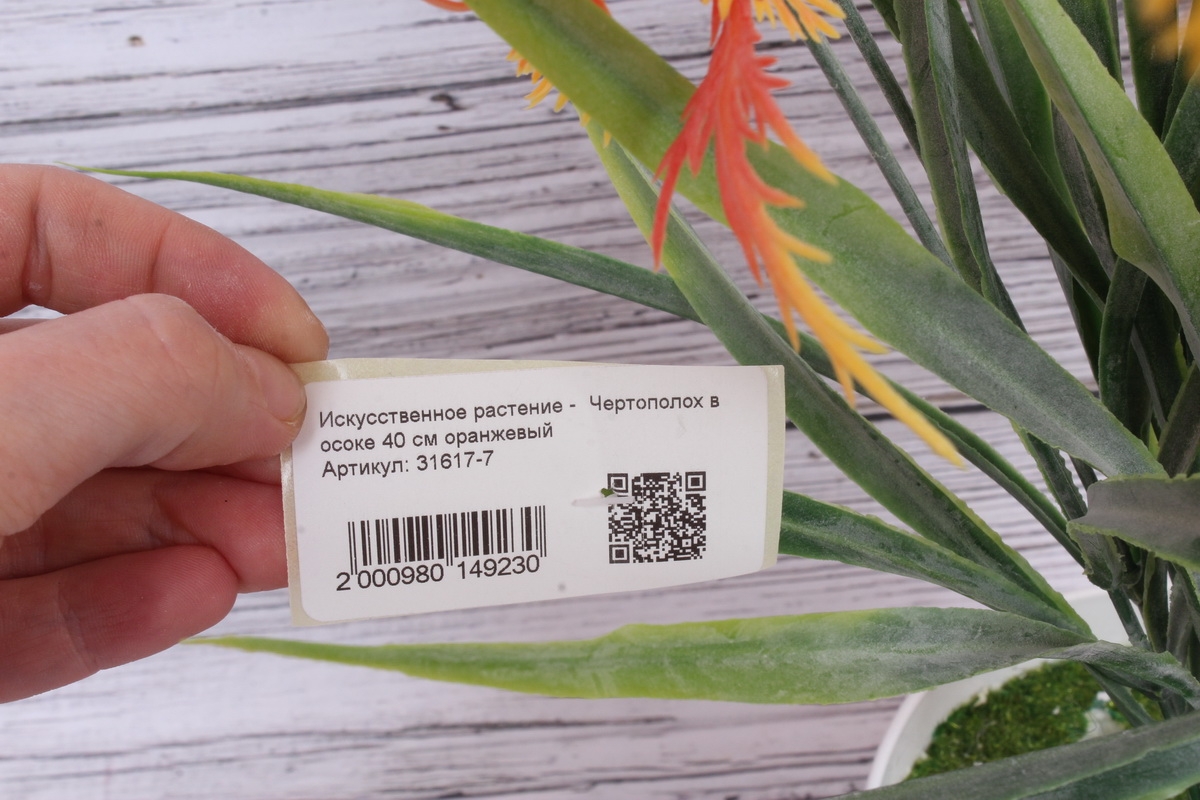 Искусственное растение - Чертополох в
осоке 40 см оранжевый
Артикул: 31617-7
2 000980 149230